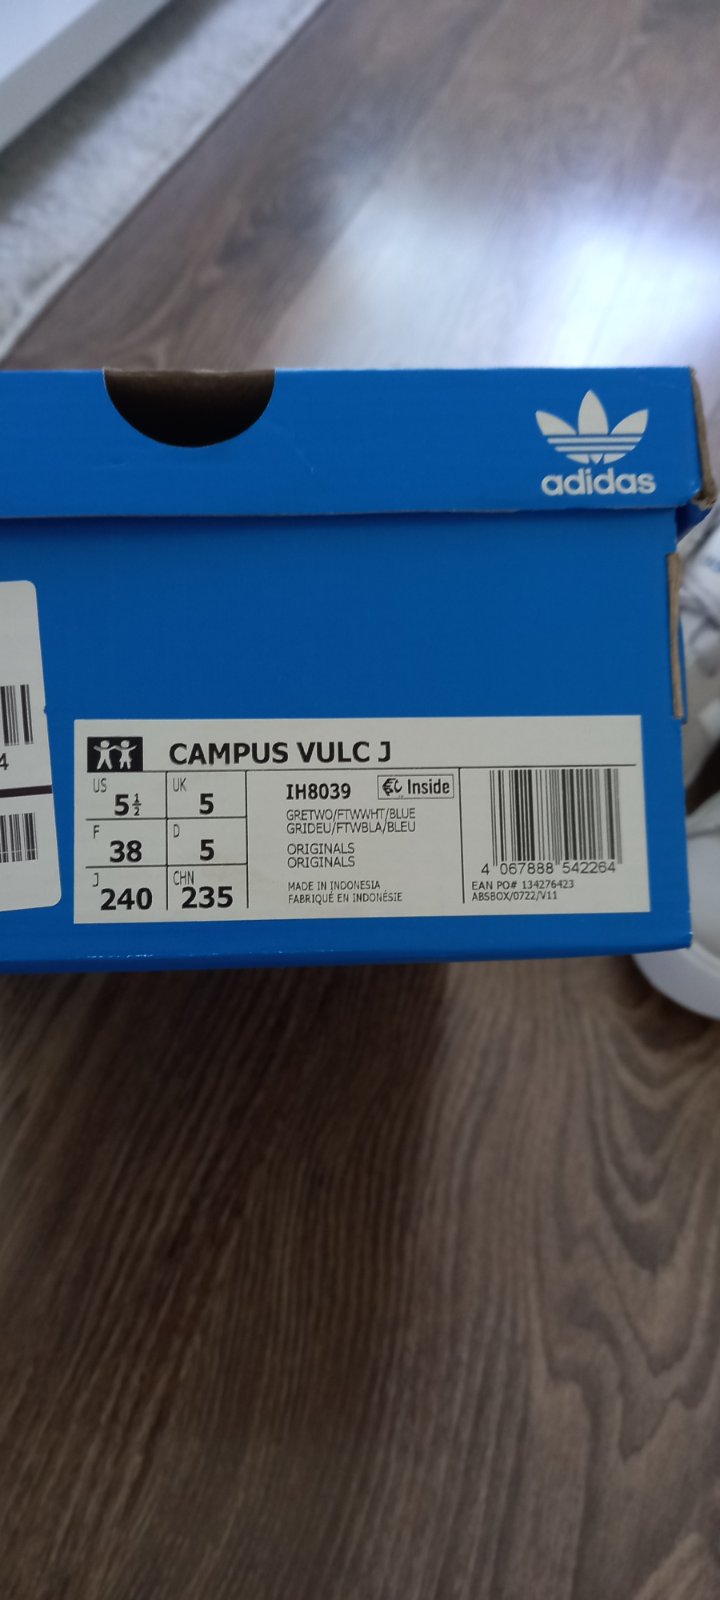 adidas
4
CAMPUS VULC J
US 5½ UK 5
F 38 D 5
J 240 CHN 235
IH8039 Inside
GRETWO/FTWWHT/BLUE
GRIDEU/FTWBLA/BLEU
ORIGINALS
ORIGINALS
MADE IN INDONESIA
FABRIQUÉ EN INDONÉSIE
4 067888 542264
EAN PO# 134276423
ABSBOX/0722/V11